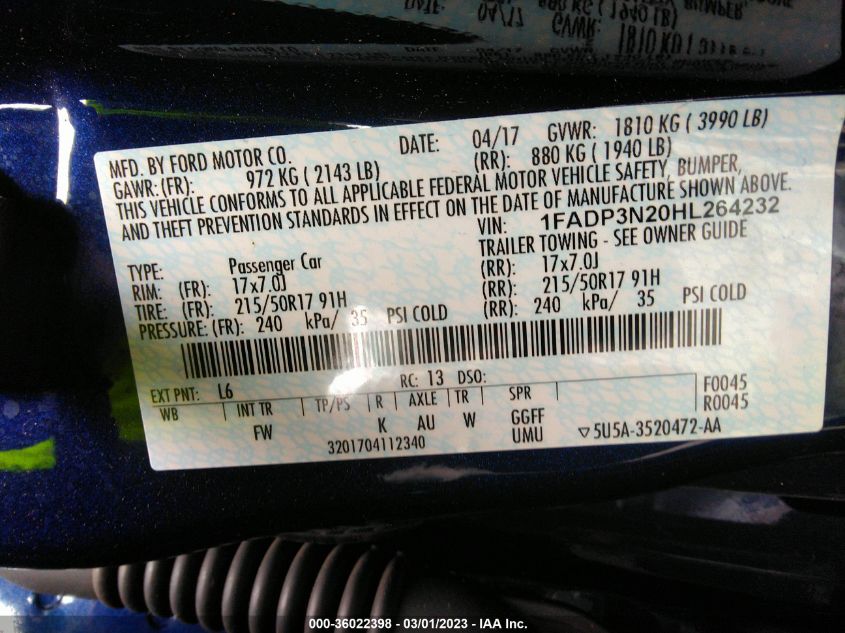 MFD. BY FORD MOTOR CO.
DATE: 04/17 GVWR: 1810 KG ( 3990 LB)
GAWR: (FR): 972 KG ( 2143 LB) (RR): 880 KG ( 1940 LB)
THIS VEHICLE CONFORMS TO ALL APPLICABLE FEDERAL MOTOR VEHICLE SAFETY, BUMPER,
AND THEFT PREVENTION STANDARDS IN EFFECT ON THE DATE OF MANUFACTURE SHOWN ABOVE.
VIN: 1FADP3N20HL264232
TRAILER TOWING - SEE OWNER GUIDE
TYPE: Passenger Car
RIM: (FR): 17x7.0J (RR): 17x7.0J
TIRE: (FR): 215/50R17 91H (RR): 215/50R17 91H
PRESSURE: (FR): 240 kPa/ 35 PSI COLD (RR): 240 kPa/ 35 PSI COLD
EXT PNT: L6 RC: 13 DSO:
WB INT TR TP/PS R AXLE TR SPR F0045
FW K AU W GGFF R0045
UMU
3201704112340 5U5A-3520472-AA
000-36022398 - 03/01/2023 - IAA Inc.